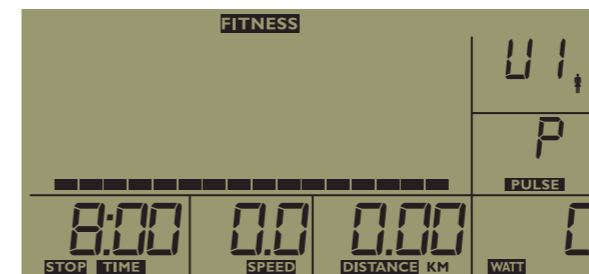 FITNESS
U1
P
PULSE
8:00 0.0 0.00
STOP TIME SPEED DISTANCE KM WATT